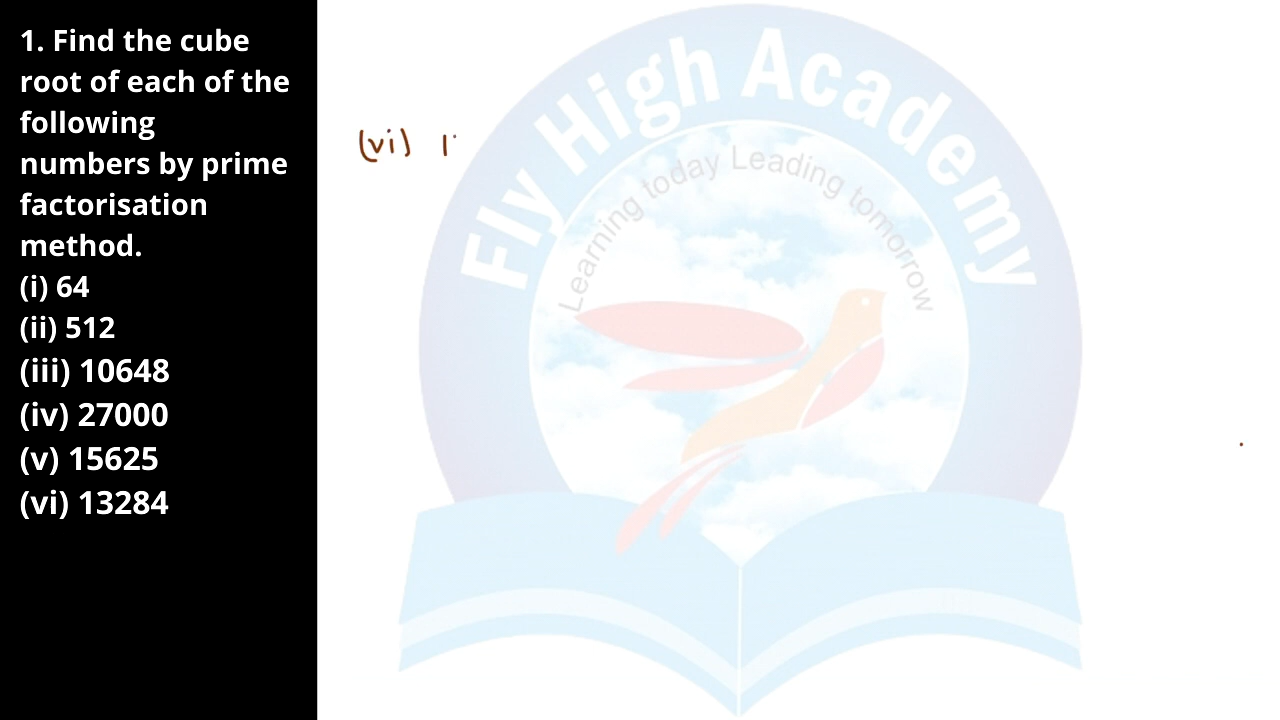 1. Find the cube
root of each of the
following
numbers by prime
factorisation
method.
(i) 64
(ii) 512
(iii) 10648
(iv) 27000
(v) 15625
(vi) 13284
(vi) 1
Fly High Academy
Learning today Leading tomorrow